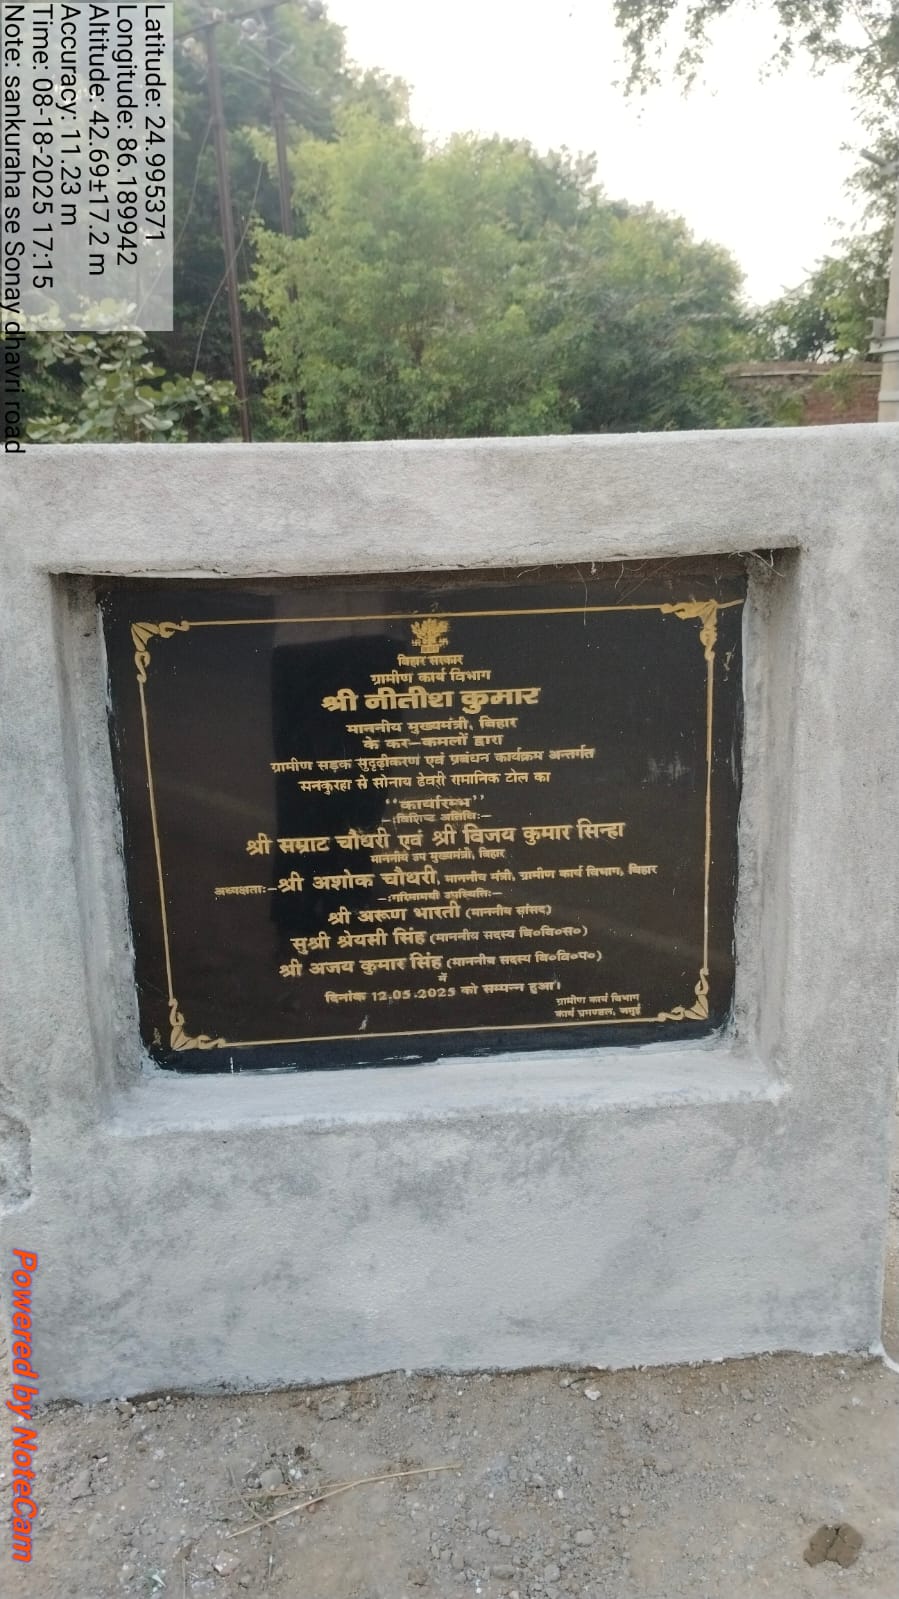 Latitude: 24.995371
Longitude: 86.189942
Altitude: 42.69±17.2 m
Accuracy: 11.23 m
Time: 08-18-2025 17:15
Note: sankuraha se Sonay dhavri road
बिहार सरकार
ग्रामीण कार्य विभाग
श्री नीतीश कुमार
माननीय मुख्यमंत्री, बिहार
के कर-कमलों द्वारा
ग्रामीण सड़क सुदृढ़ीकरण एवं प्रबंधन कार्यक्रम अन्तर्गत
सनकुरहा से सोनाय ढेवरी रामानिक टोल का
"कार्यारम्भ"
-:विशिष्ट अतिथि:-
श्री सम्राट चौधरी एवं श्री विजय कुमार सिन्हा
माननीय उप मुख्यमंत्री, बिहार
अध्यक्षता:-श्री अशोक चौधरी, माननीय मंत्री, ग्रामीण कार्य विभाग, बिहार
-:गरिमामयी उपस्थिति:-
श्री अरूण भारती (माननीय सांसद)
सुश्री श्रेयसी सिंह (माननीय सदस्य बि०वि०स०)
श्री अजय कुमार सिंह (माननीय सदस्य बि०वि०प०)
में
दिनांक 12.05.2025 को सम्पन्न हुआ।
ग्रामीण कार्य विभाग
कार्य प्रमण्डल, जमुई
Powered by NoteCam